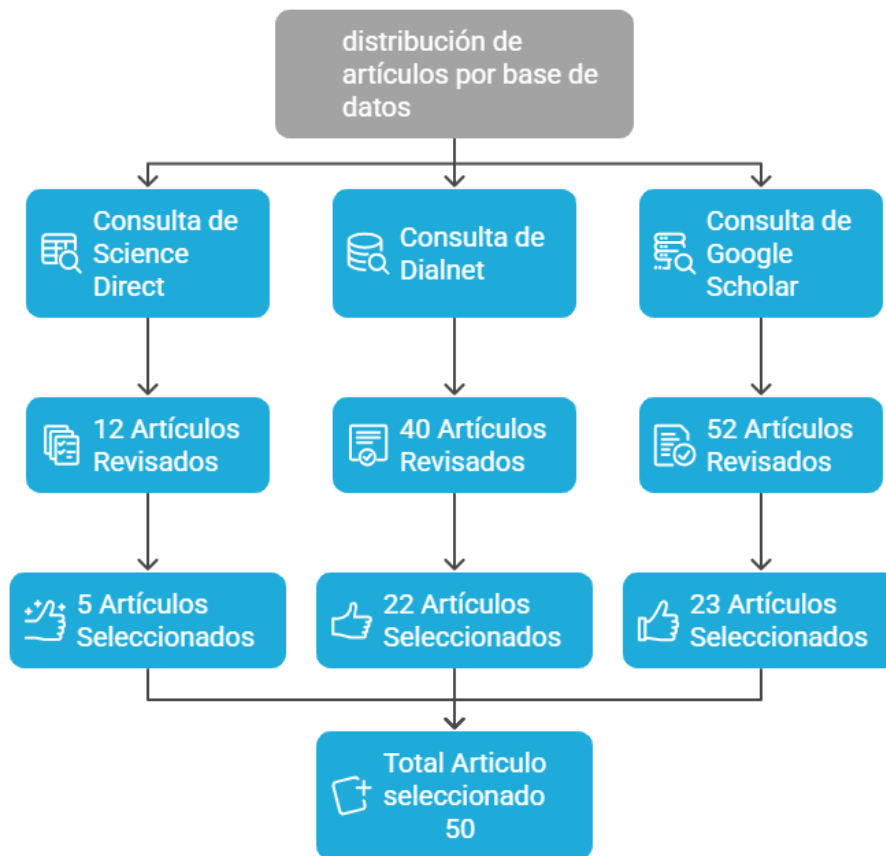 distribución de
artículos por base de
datos
Consulta de
Science
Direct
Consulta de
Dialnet
Consulta de
Google
Scholar
12 Artículos
Revisados
40 Artículos
Revisados
52 Artículos
Revisados
5 Artículos
Seleccionados
22 Artículos
Seleccionados
23 Artículos
Seleccionados
Total Articulo
seleccionado
50